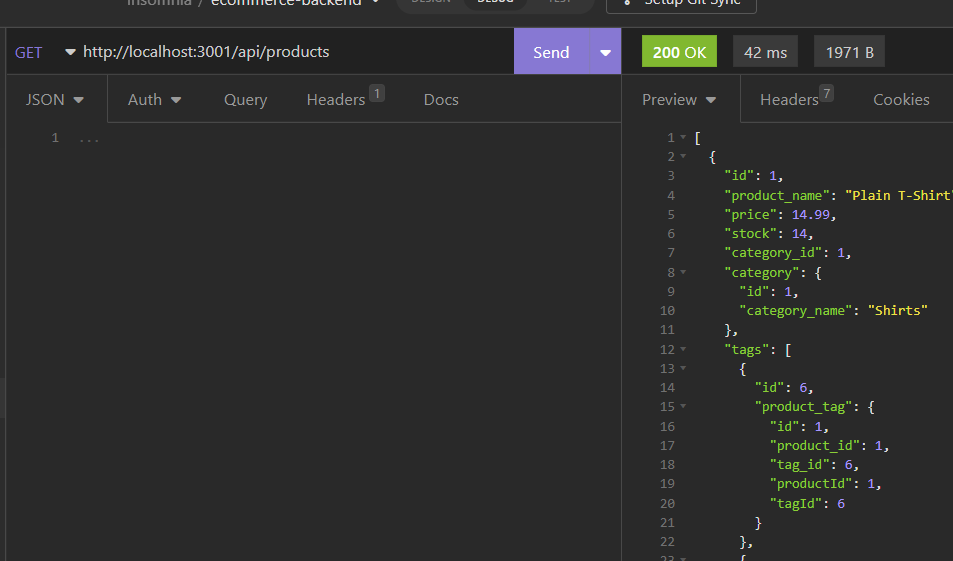 insomnia / ecommerce-backend
DESIGN DEBUG TEST
Setup Git Sync
GET http://localhost:3001/api/products Send
200 OK 42 ms 1971 B
JSON Auth Query Headers 1 Docs
Preview Headers 7 Cookies
1 ...
1 [
2 {
3 "id": 1,
4 "product_name": "Plain T-Shirt"
5 "price": 14.99,
6 "stock": 14,
7 "category_id": 1,
8 "category": {
9 "id": 1,
10 "category_name": "Shirts"
11 },
12 "tags": [
13 {
14 "id": 6,
15 "product_tag": {
16 "id": 1,
17 "product_id": 1,
18 "tag_id": 6,
19 "productId": 1,
20 "tagId": 6
21 }
22 },
23 {